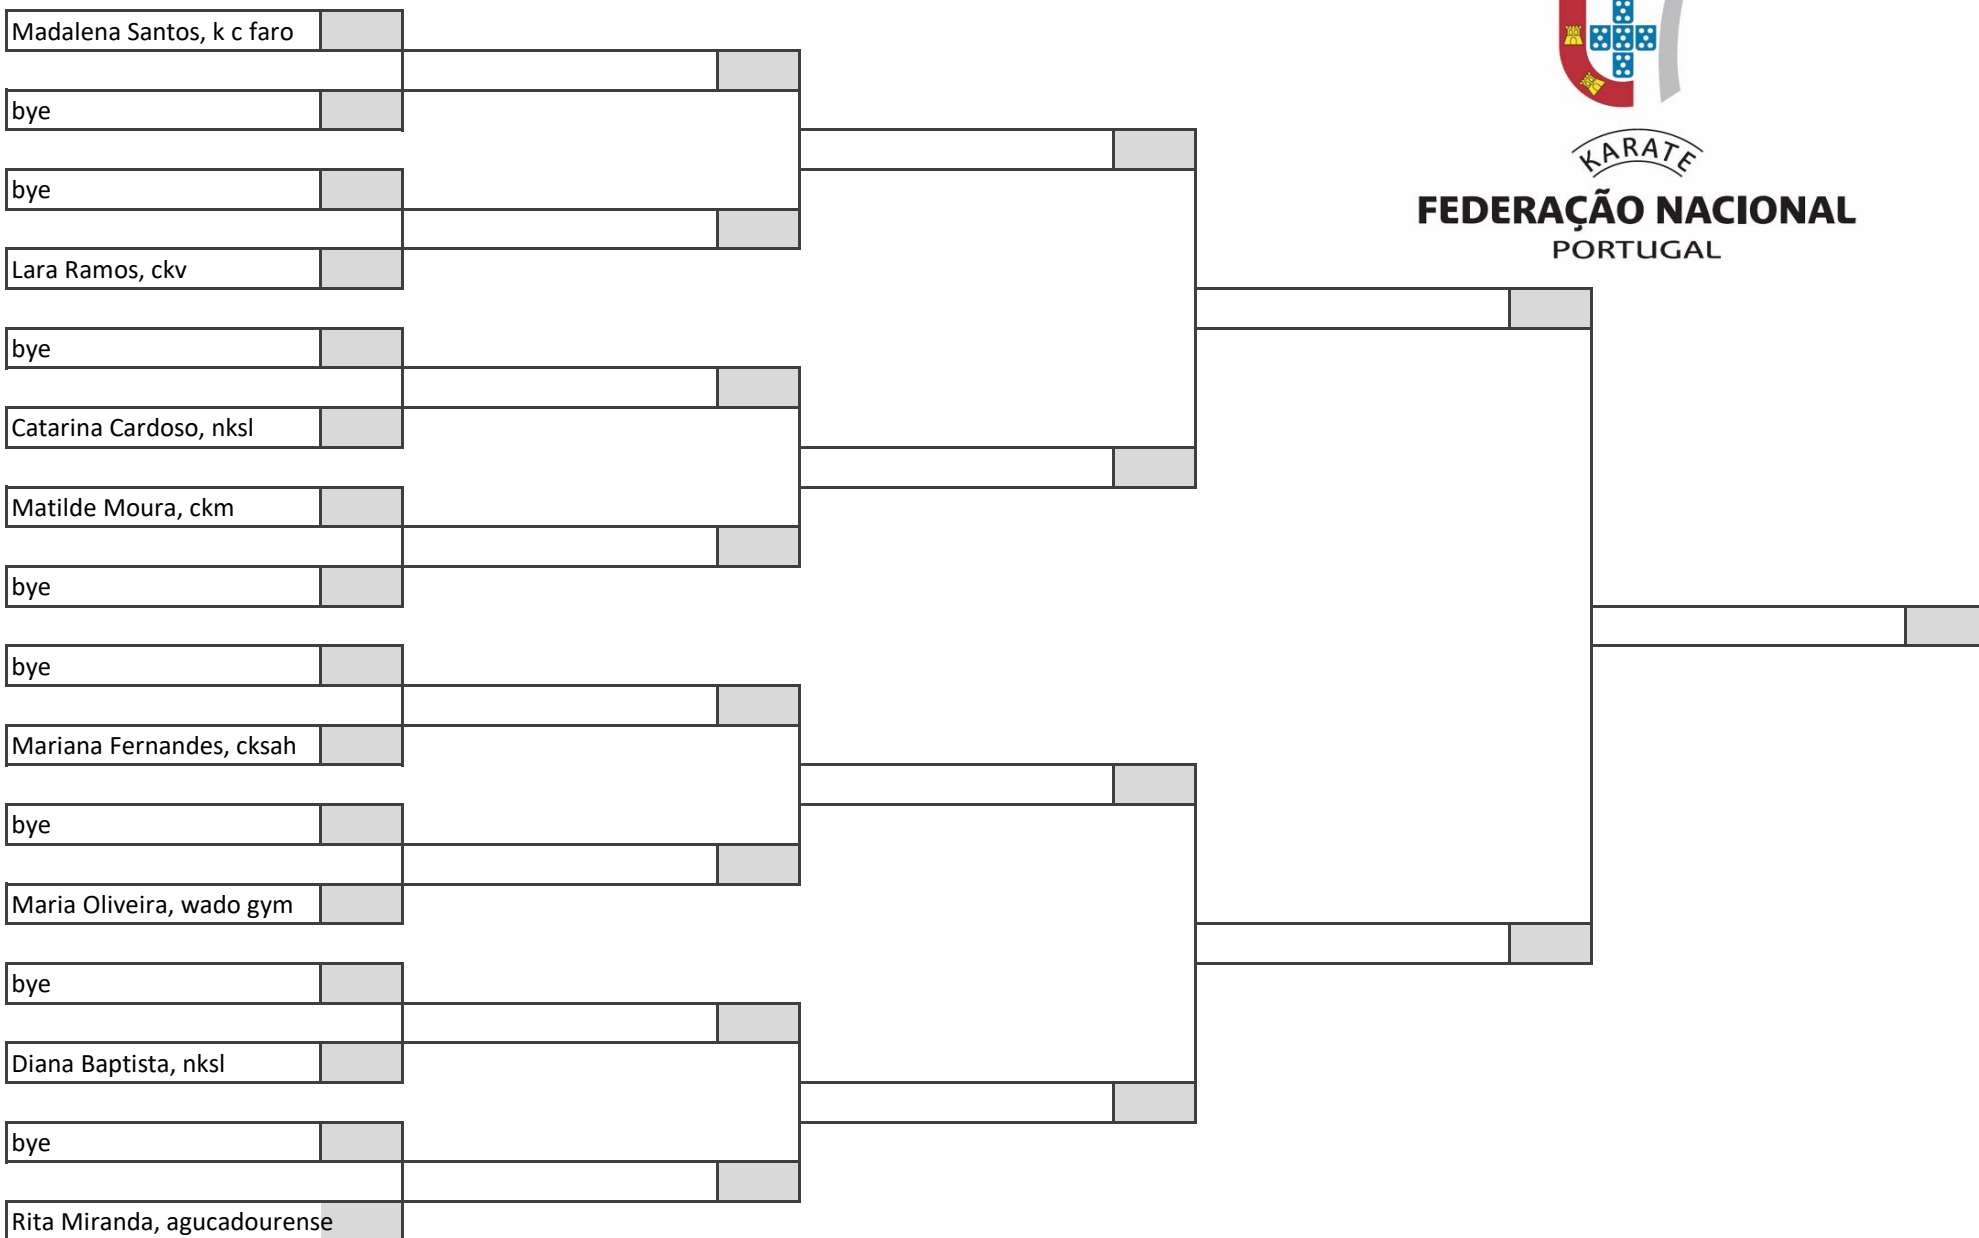 Madalena Santos, k c faro
bye
bye
Lara Ramos, ckv
bye
Catarina Cardoso, nksl
Matilde Moura, ckm
bye
bye
Mariana Fernandes, cksah
bye
Maria Oliveira, wado gym
bye
Diana Baptista, nksl
bye
Rita Miranda, agucadourense
KARATE
FEDERAÇÃO NACIONAL
PORTUGAL